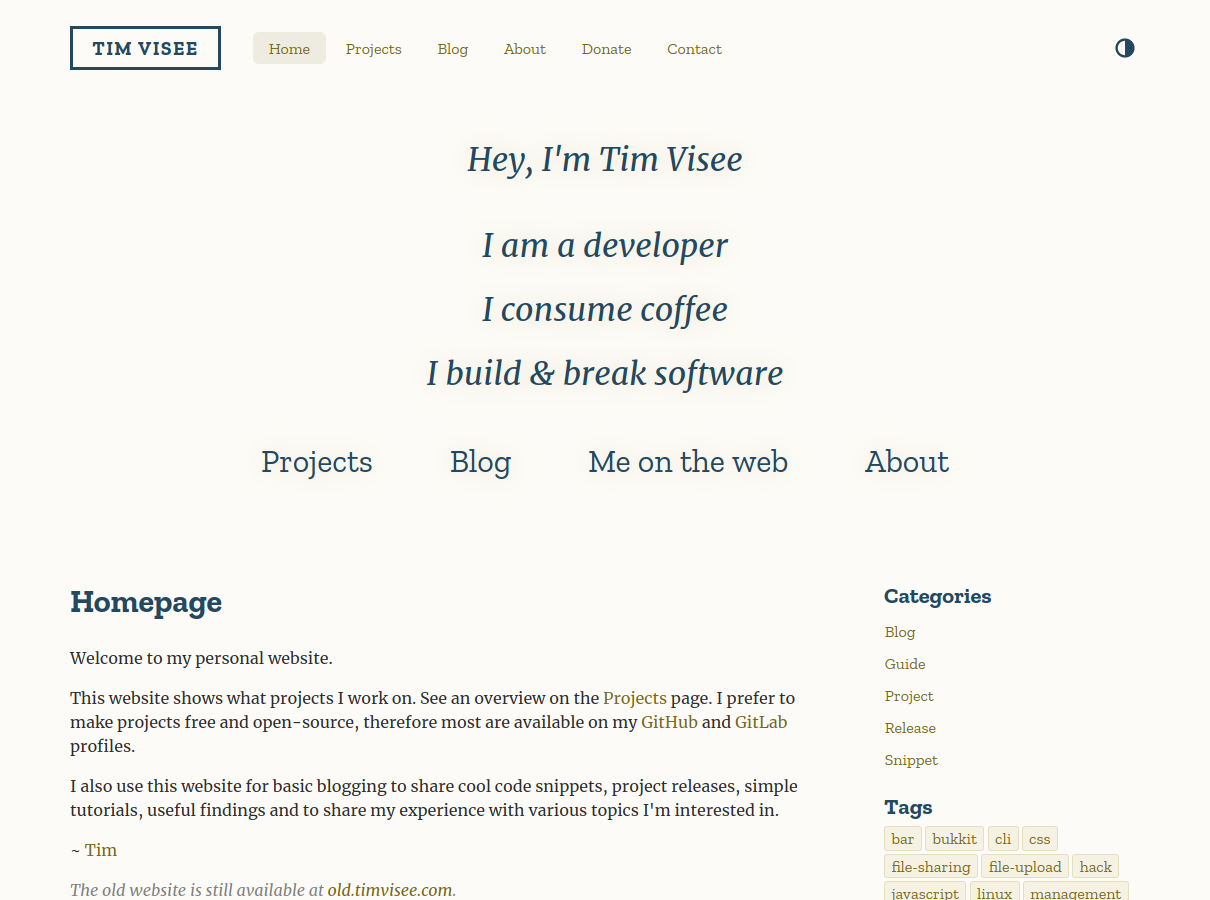 TIM VISEE
Home Projects Blog About Donate Contact
Hey, I'm Tim Visee
I am a developer
I consume coffee
I build & break software
Projects Blog Me on the web About
Homepage
Welcome to my personal website.
This website shows what projects I work on. See an overview on the Projects page. I prefer to
make projects free and open-source, therefore most are available on my GitHub and GitLab
profiles.
I also use this website for basic blogging to share cool code snippets, project releases, simple
tutorials, useful findings and to share my experience with various topics I'm interested in.
~ Tim
The old website is still available at old.timvisee.com.
Categories
Blog
Guide
Project
Release
Snippet
Tags
bar bukkit cli css
file-sharing file-upload hack
javascript linux management